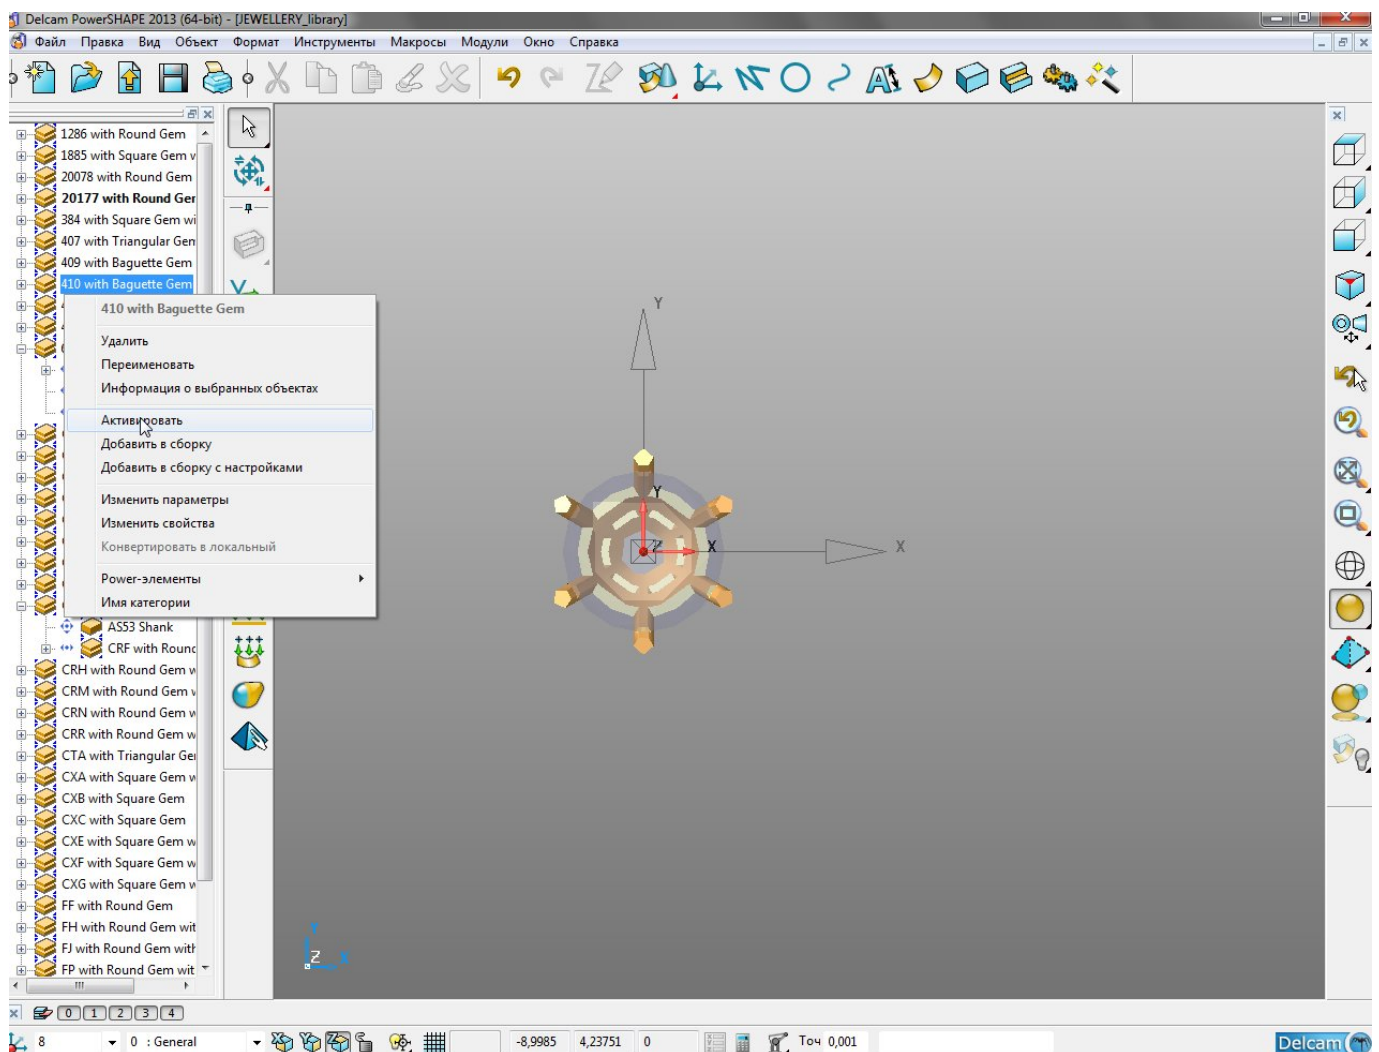 Delcam PowerSHAPE 2013 (64-bit) - [JEWELLERY_library]
Файл Правка Вид Объект Формат Инструменты Макросы Модули Окно Справка
1286 with Round Gem
1885 with Square Gem
20078 with Round Gem
20177 with Round Ger
384 with Square Gem wi
407 with Triangular Gem
409 with Baguette Gem
410 with Baguette Gem
410 with Baguette Gem
Удалить
Переименовать
Информация о выбранных объектах
Активировать
Добавить в сборку
Добавить в сборку с настройками
Изменить параметры
Изменить свойства
Конвертировать в локальный
Power-элементы
Имя категории
AS53 Shank
CRF with Round
CRH with Round Gem w
CRM with Round Gem
CRN with Round Gem w
CRR with Round Gem w
CTA with Triangular Ge
CXA with Square Gem w
CXB with Square Gem
CXC with Square Gem
CXE with Square Gem w
CXF with Square Gem w
CXG with Square Gem w
FF with Round Gem
FH with Round Gem wit
FJ with Round Gem with
FP with Round Gem wit
Y
Y
Z X
X
Z
0 1 2 3 4
8 0 : General -8,9985 4,23751 0 Точ 0,001
Delcam